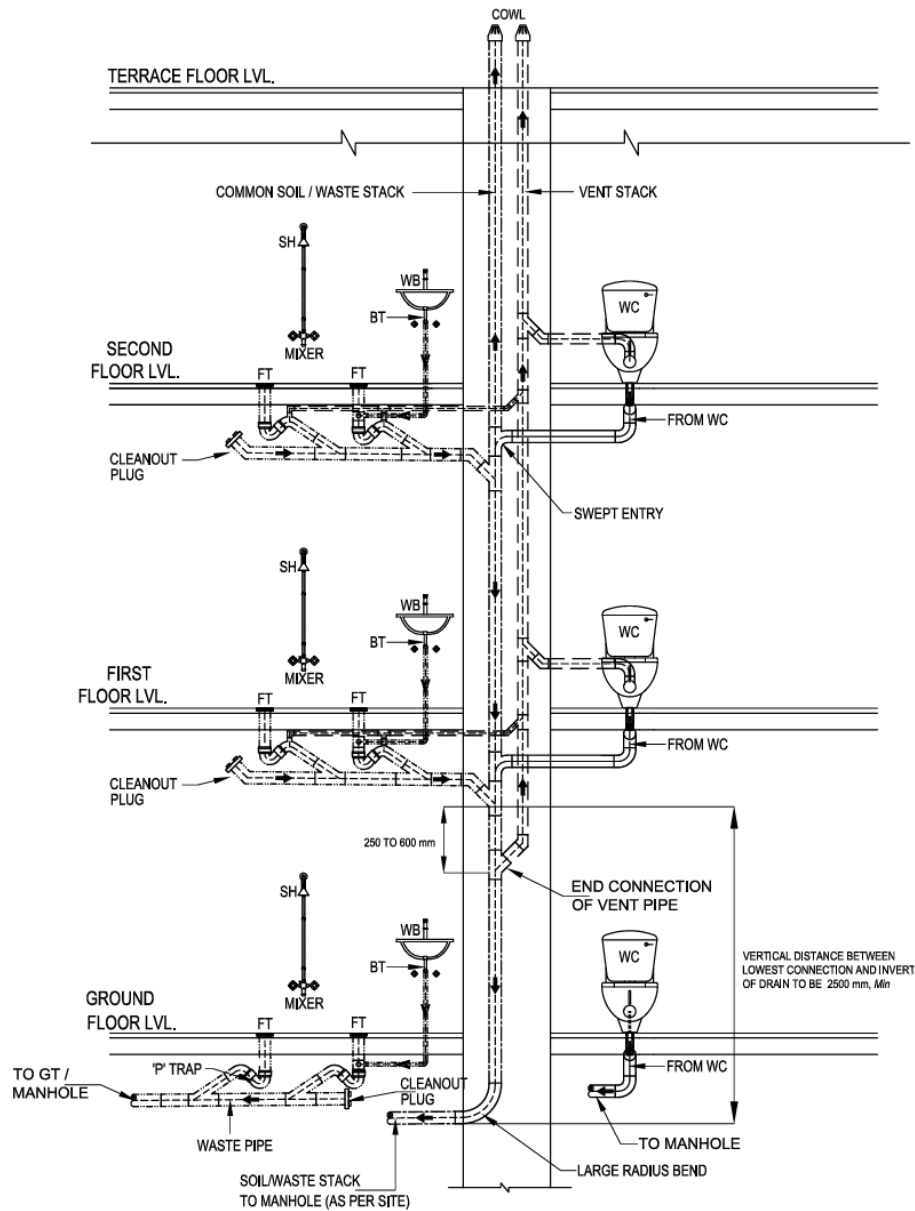 COWL
TERRACE FLOOR LVL.
COMMON SOIL / WASTE STACK
VENT STACK
SH
WB
WC
BT
MIXER
SECOND
FLOOR LVL.
FT
FT
FROM WC
CLEANOUT
PLUG
SWEPT ENTRY
SH
WB
WC
BT
MIXER
FIRST
FLOOR LVL.
FT
FT
FROM WC
CLEANOUT
PLUG
250 TO 600 mm
END CONNECTION
OF VENT PIPE
SH
WB
WC
BT
VERTICAL DISTANCE BETWEEN
LOWEST CONNECTION AND INVERT
OF DRAIN TO BE 2500 mm, Min
MIXER
GROUND
FLOOR LVL.
FT
FT
'P' TRAP
FROM WC
TO GT /
MANHOLE
CLEANOUT
PLUG
WASTE PIPE
TO MANHOLE
LARGE RADIUS BEND
SOIL/WASTE STACK
TO MANHOLE (AS PER SITE)